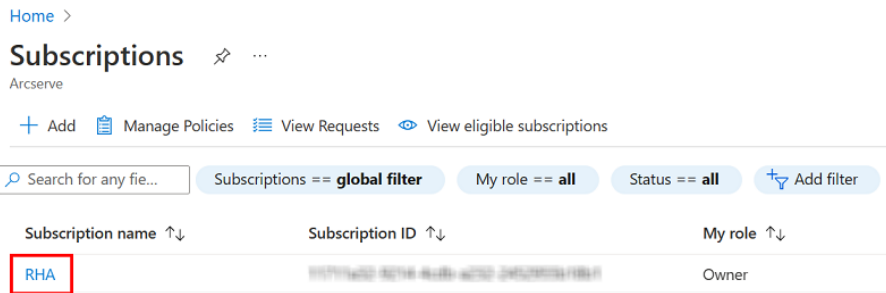 Home >
Subscriptions ...
Arcserve
+ Add Manage Policies View Requests View eligible subscriptions
Search for any fie... Subscriptions == global filter My role == all Status == all Add filter
Subscription name ↑↓ Subscription ID ↑↓ My role ↑↓
RHA Owner